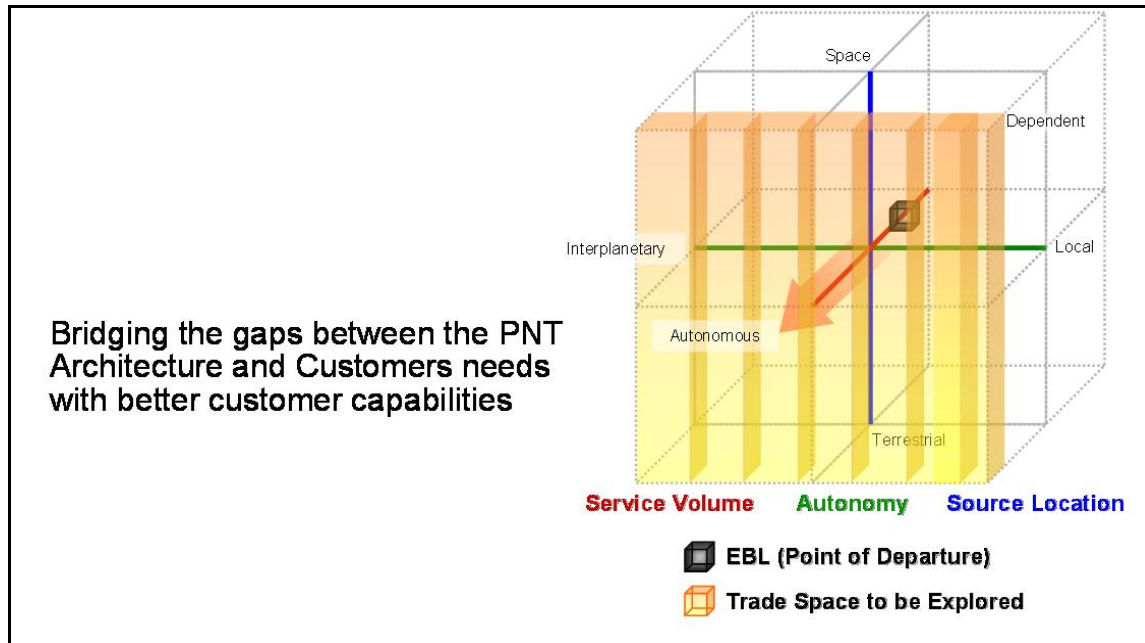 Bridging the gaps between the PNT
Architecture and Customers needs
with better customer capabilities
Space
Dependent
Interplanetary
Local
Autonomous
Terrestrial
Service Volume Autonomy Source Location
EBL (Point of Departure)
Trade Space to be Explored